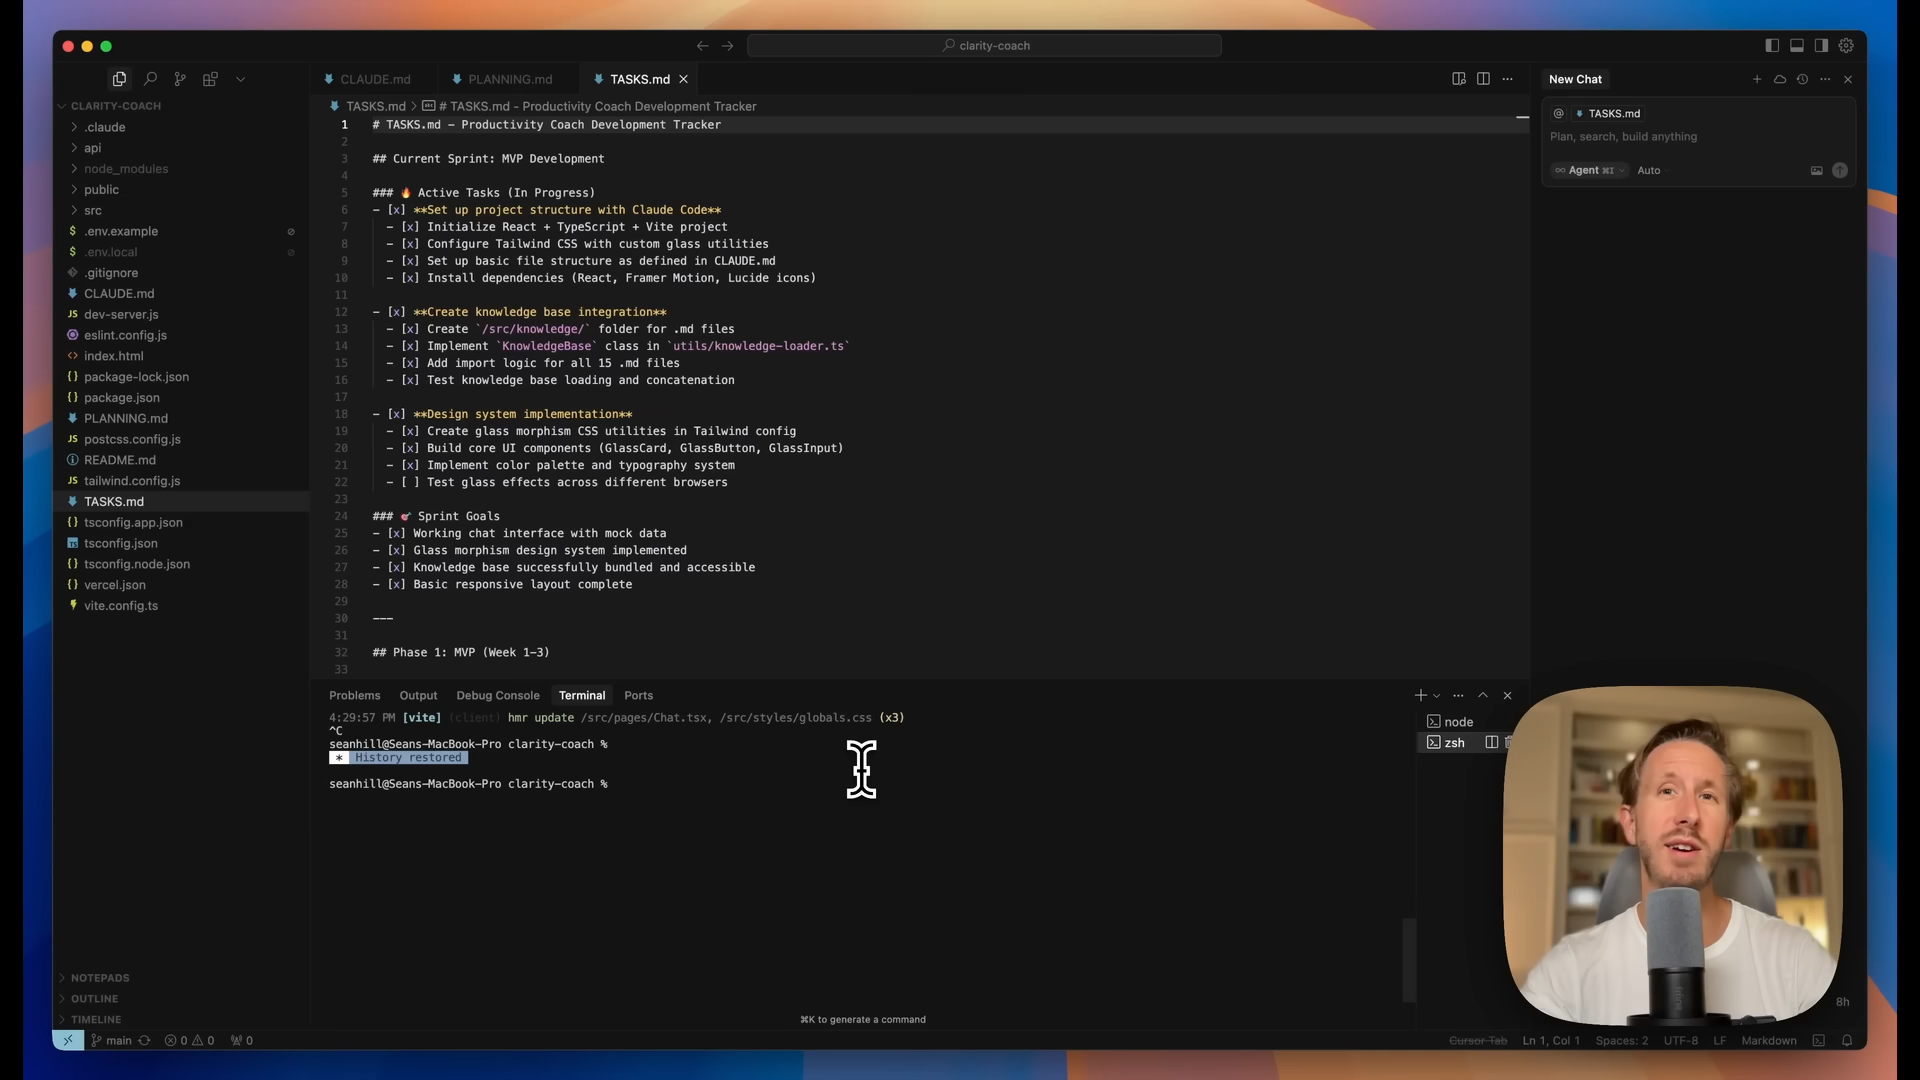 clarity-coach
CLAUDE.md
PLANNING.md
TASKS.md
New Chat
CLARITY-COACH
.claude
api
node_modules
public
src
.env.example
.env.local
.gitignore
CLAUDE.md
dev-server.js
eslint.config.js
index.html
package-lock.json
package.json
PLANNING.md
postcss.config.js
README.md
tailwind.config.js
TASKS.md
tsconfig.app.json
tsconfig.json
tsconfig.node.json
vercel.json
vite.config.ts
NOTEPADS
OUTLINE
TIMELINE
TASKS.md > # TASKS.md - Productivity Coach Development Tracker
1 # TASKS.md – Productivity Coach Development Tracker
2
3 ## Current Sprint: MVP Development
4
5 ### 🔥 Active Tasks (In Progress)
6 - [x] **Set up project structure with Claude Code**
7 - [x] Initialize React + TypeScript + Vite project
8 - [x] Configure Tailwind CSS with custom glass utilities
9 - [x] Set up basic file structure as defined in CLAUDE.md
10 - [x] Install dependencies (React, Framer Motion, Lucide icons)
11
12 - [x] **Create knowledge base integration**
13 - [x] Create `/src/knowledge/` folder for .md files
14 - [x] Implement `KnowledgeBase` class in `utils/knowledge-loader.ts`
15 - [x] Add import logic for all 15 .md files
16 - [x] Test knowledge base loading and concatenation
17
18 - [x] **Design system implementation**
19 - [x] Create glass morphism CSS utilities in Tailwind config
20 - [x] Build core UI components (GlassCard, GlassButton, GlassInput)
21 - [x] Implement color palette and typography system
22 - [ ] Test glass effects across different browsers
23
24 ### 🎯 Sprint Goals
25 - [x] Working chat interface with mock data
26 - [x] Glass morphism design system implemented
27 - [x] Knowledge base successfully bundled and accessible
28 - [x] Basic responsive layout complete
29
30 ---
31
32 ## Phase 1: MVP (Week 1-3)
33
@ TASKS.md
Plan, search, build anything
∞ Agent ⌘I
Auto
Problems
Output
Debug Console
Terminal
Ports
4:29:57 PM [vite] (client) hmr update /src/pages/Chat.tsx, /src/styles/globals.css (x3)
^C
seanhill@Seans-MacBook-Pro clarity-coach %
* History restored
seanhill@Seans-MacBook-Pro clarity-coach %
node
zsh
⌘K to generate a command
8h
main
0 0
0
Cursor Tab
Ln 1, Col 1
Spaces: 2
UTF-8
LF
Markdown